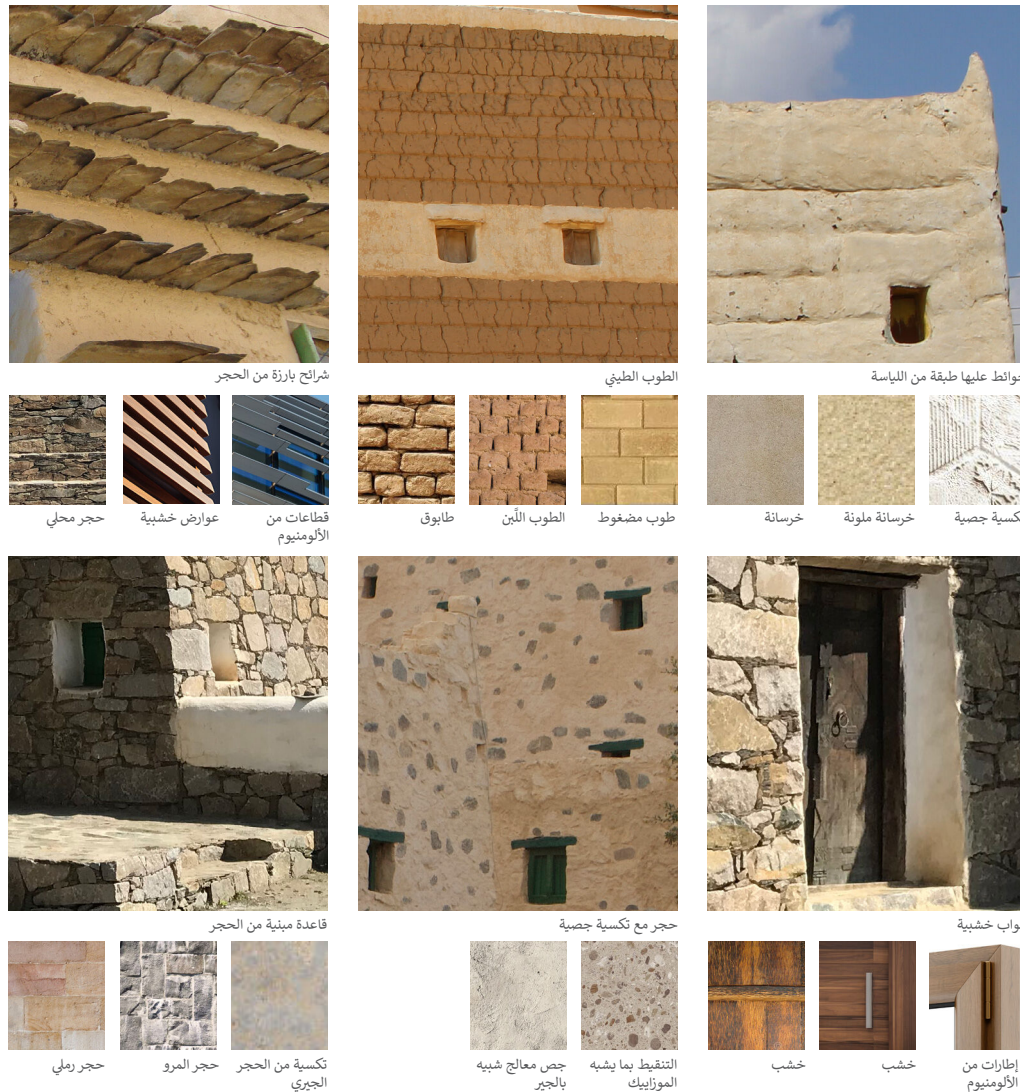 حوائط عليها طبقة من اللياسة
الطوب الطيني
شرائح بارزة من الحجر
تكسية جصية
خرسانة ملونة
خرسانة
طوب مضغوط
الطوب اللّبن
طابوق
قطاعات من
الألومنيوم
عوارض خشبية
حجر محلي
واب خشبية
حجر مع تكسية جصية
قاعدة مبنية من الحجر
إطارات من
الألومنيوم
خشب
خشب
التنقيط بما يشبه
الموزاييك
جص معالج شبيه
بالجير
تكسية من الحجر
الجيري
حجر المرو
حجر رملي